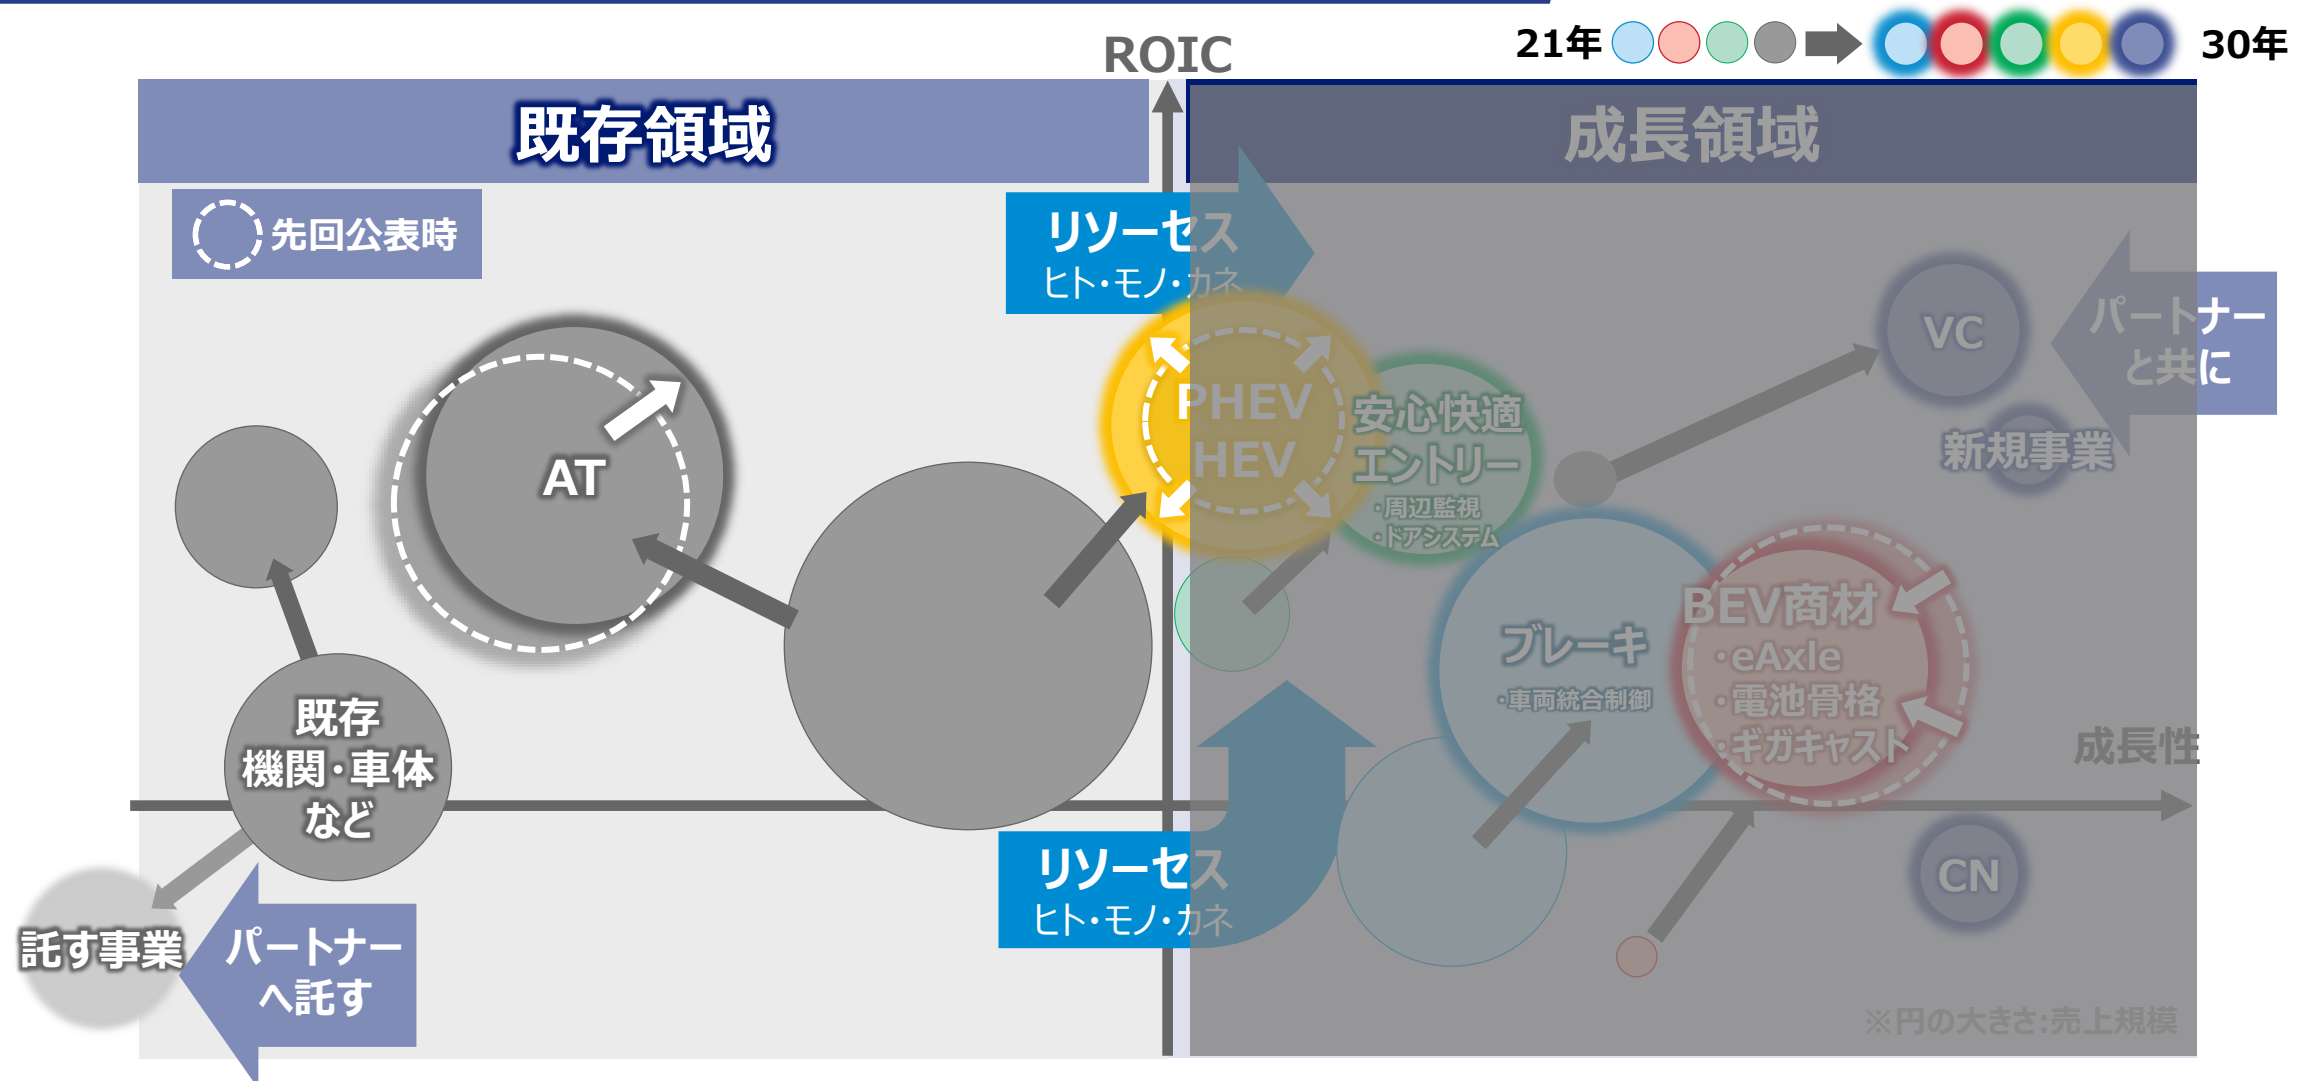 21年
30年
ROIC
既存領域
成長領域
先回公表時
リソーセス
ヒト・モノ・カネ
パートナー
と共に
VC
新規事業
PHEV
HEV
安心快適
エントリー
・周辺監視
・ドアシステム
AT
BEV商材
・eAxle
・電池骨格
・ギガキャスト
ブレーキ
・車両統合制御
成長性
既存
機関・車体
など
リソーセス
ヒト・モノ・カネ
CN
託す事業
パートナー
へ託す
※円の大きさ:売上規模